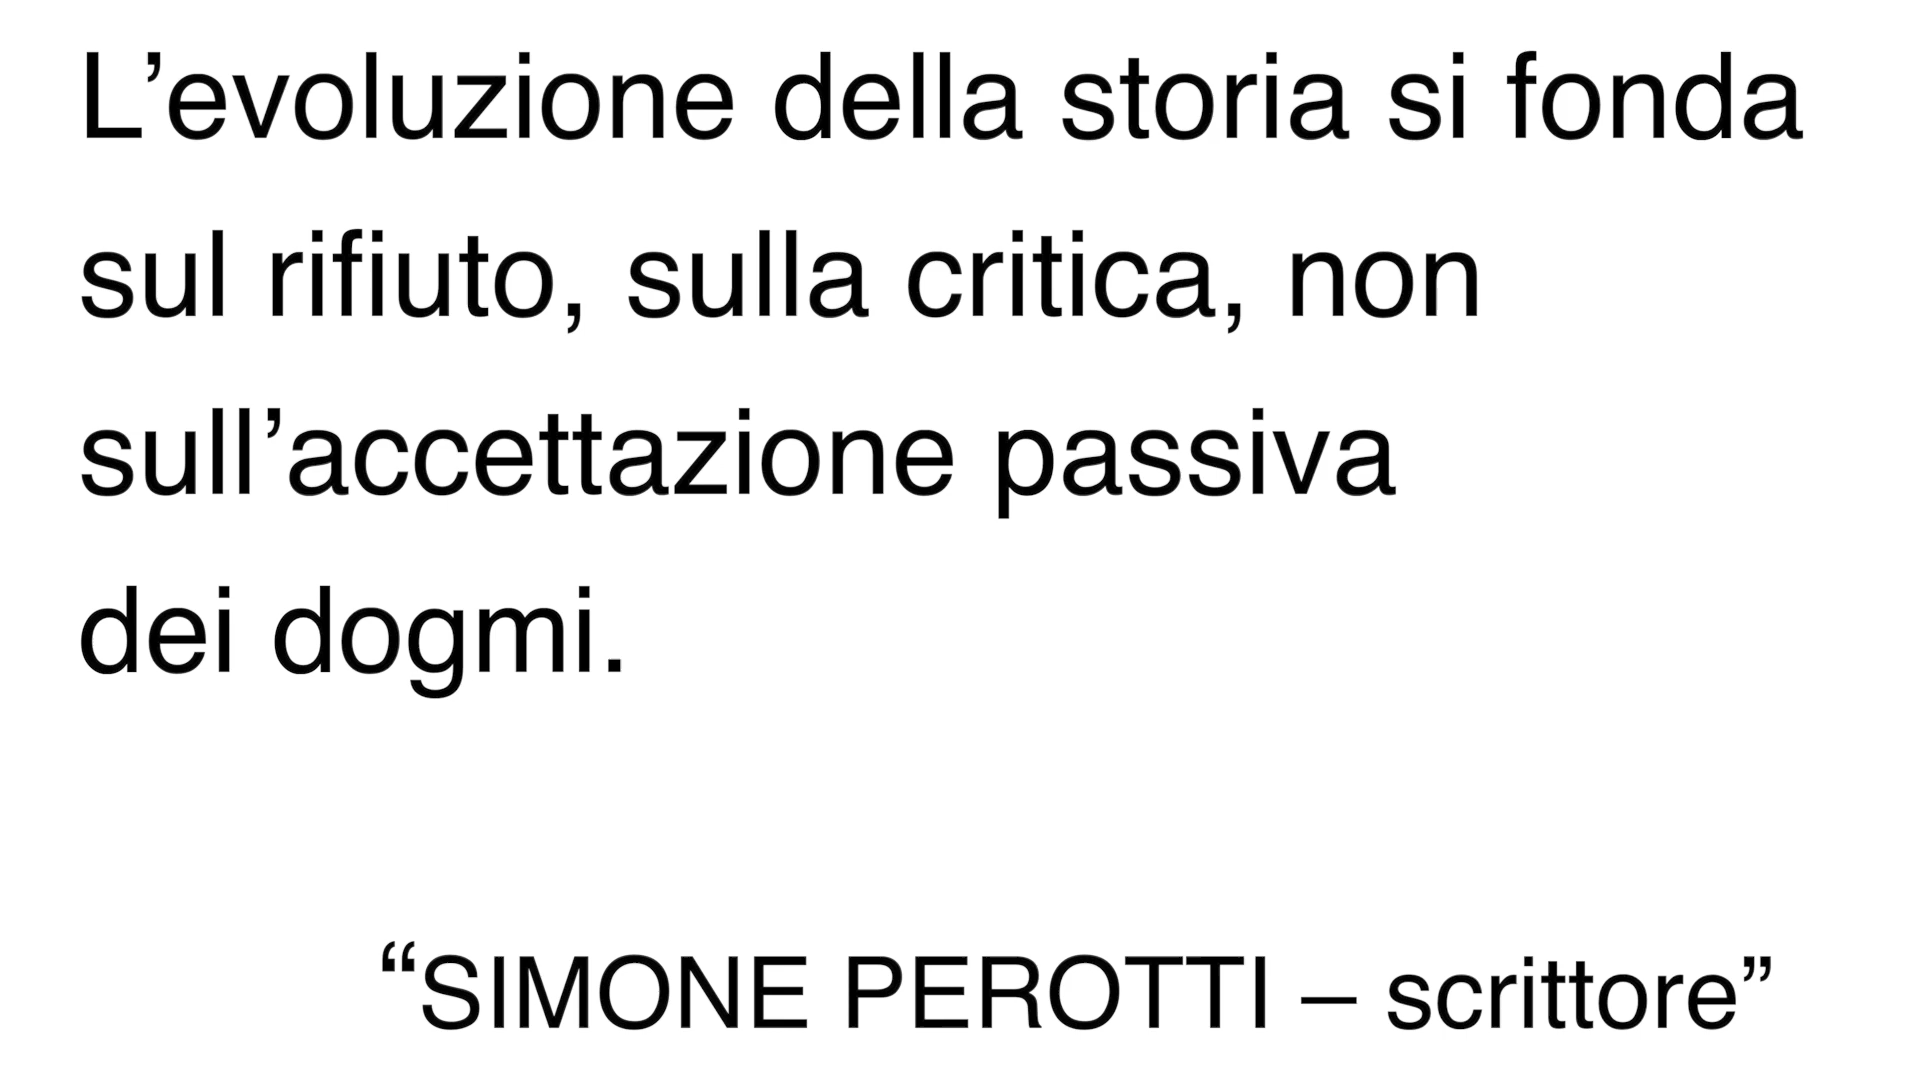 L’evoluzione della storia si fonda
sul rifiuto, sulla critica, non
sull’accettazione passiva
dei dogmi.
“SIMONE PEROTTI – scrittore”